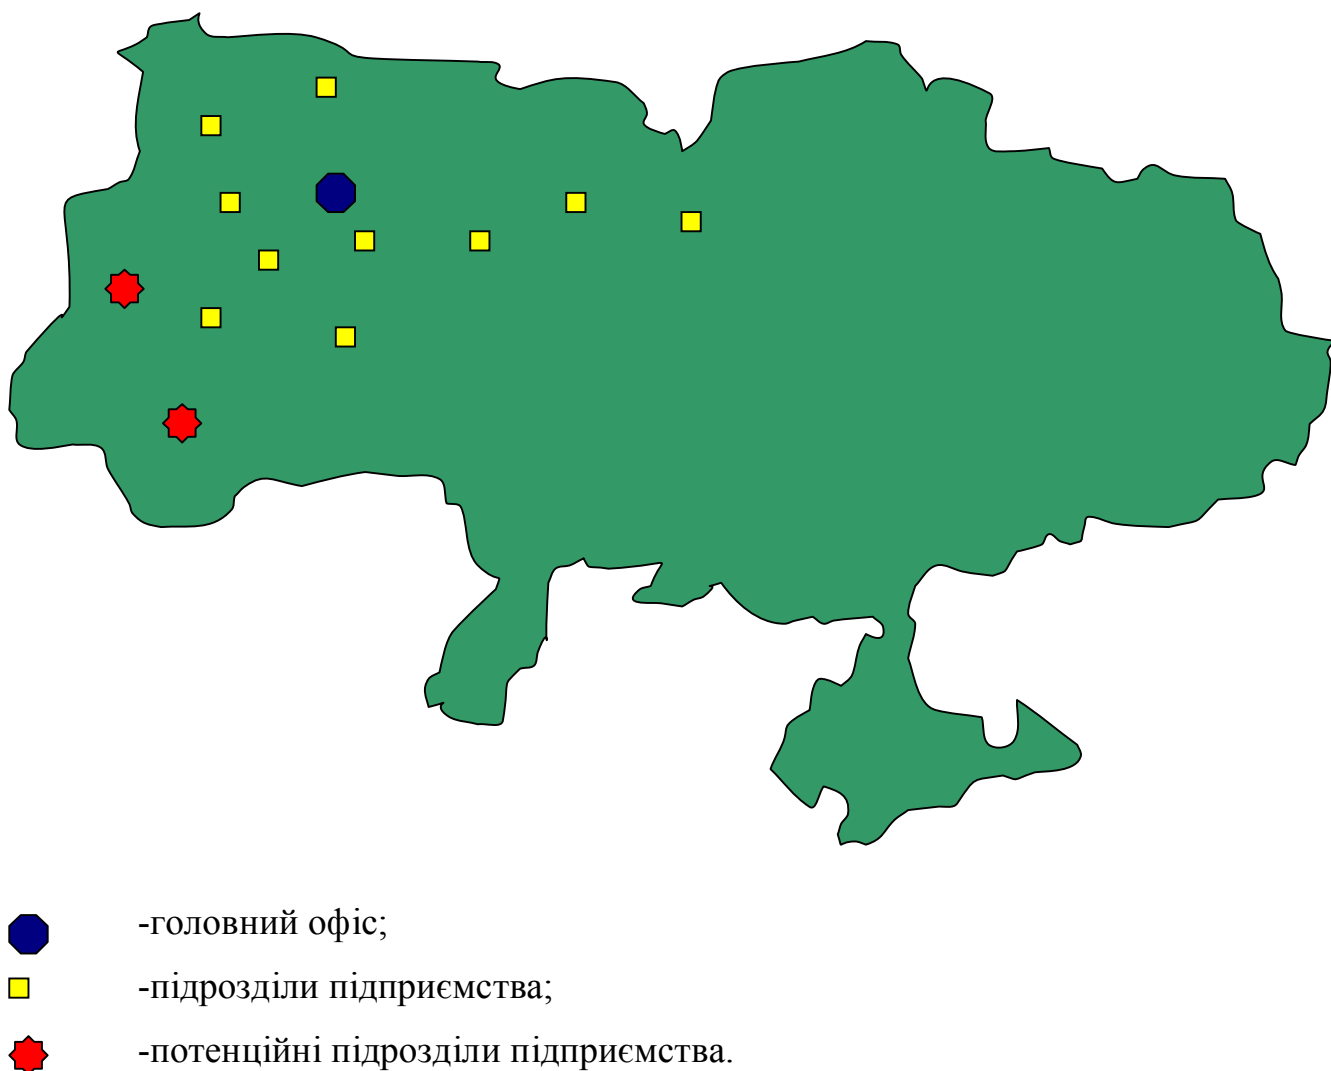 -головний офіс;
-підрозділи підприємства;
-потенційні підрозділи підприємства.